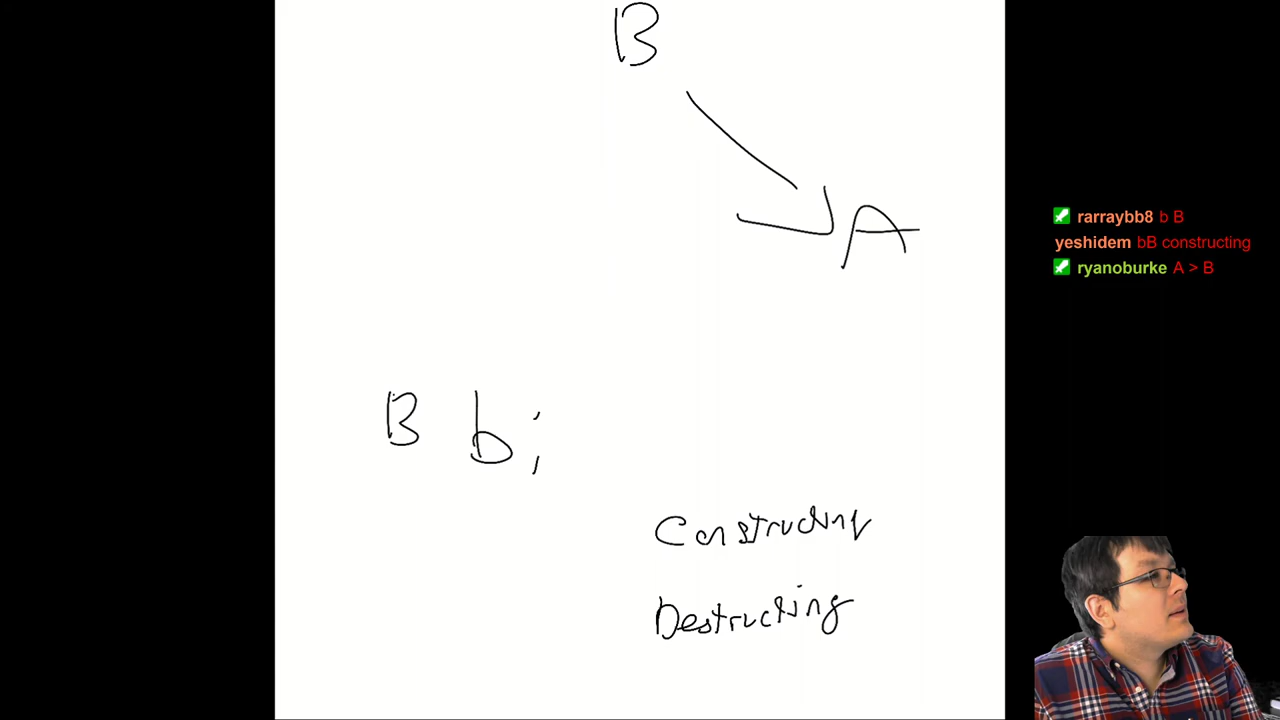 B
A
B b;
Constructing
Destructing
rarraybb8 b B
yeshidem bB constructing
ryanoburke A > B